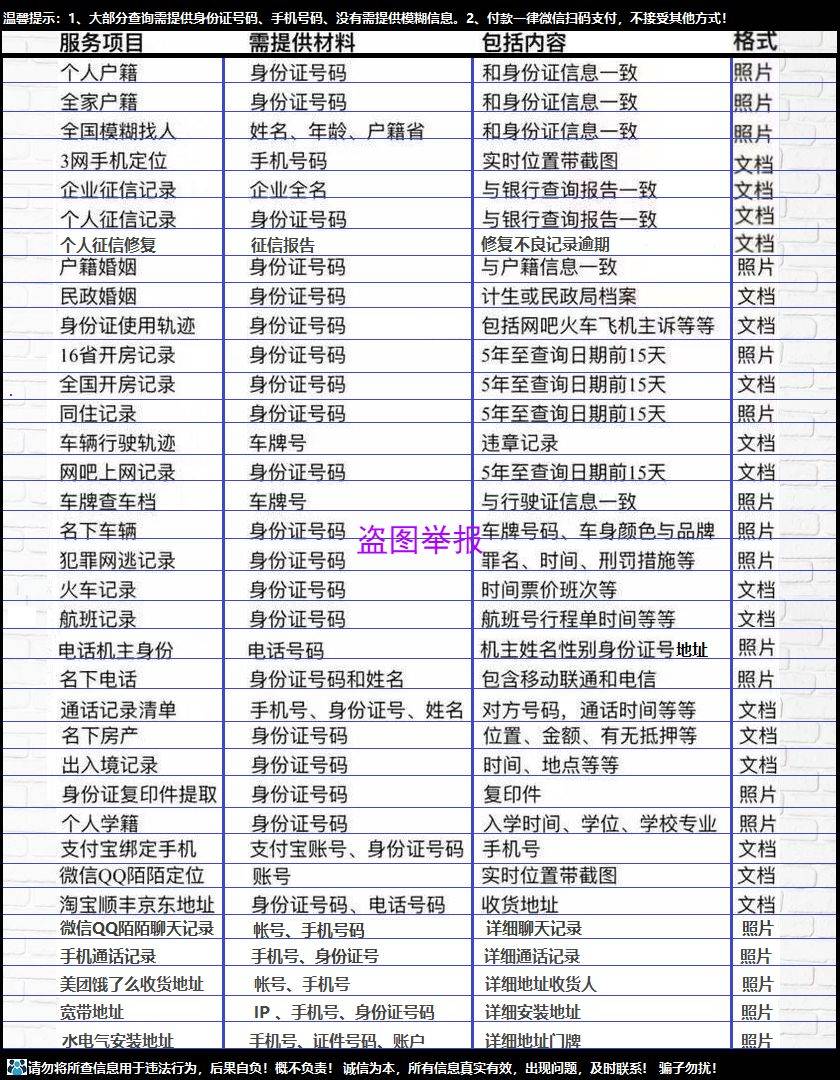 温馨提示：1、大部分查询需提供身份证号码、手机号码、没有需提供模糊信息。2、付款一律微信扫码支付，不接受其他方式！
服务项目 需提供材料 包括内容 格式
个人户籍 身份证号码 和身份证信息一致 照片
全家户籍 身份证号码 和身份证信息一致 照片
全国模糊找人 姓名、年龄、户籍省 和身份证信息一致 照片
3网手机定位 手机号码 实时位置带截图 文档
企业征信记录 企业全名 与银行查询报告一致 文档
个人征信记录 身份证号码 与银行查询报告一致 文档
个人征信修复 征信报告 修复不良记录逾期 文档
户籍婚姻 身份证号码 与户籍信息一致 照片
民政婚姻 身份证号码 计生或民政局档案 文档
身份证使用轨迹 身份证号码 包括网吧火车飞机主诉等等 文档
16省开房记录 身份证号码 5年至查询日期前15天 照片
全国开房记录 身份证号码 5年至查询日期前15天 文档
同住记录 身份证号码 5年至查询日期前15天 照片
车辆行驶轨迹 车牌号 违章记录 文档
网吧上网记录 身份证号码 5年至查询日期前15天 文档
车牌查车档 车牌号 与行驶证信息一致 照片
名下车辆 身份证号码 车牌号码、车身颜色与品牌 照片
盗图举报
犯罪网逃记录 身份证号码 罪名、时间、刑罚措施等 照片
火车记录 身份证号码 时间票价班次等 文档
航班记录 身份证号码 航班号行程单时间等等 文档
电话机主身份 电话号码 机主姓名性别身份证号地址 照片
名下电话 身份证号码和姓名 包含移动联通和电信 照片
通话记录清单 手机号、身份证号、姓名 对方号码，通话时间等等 文档
名下房产 身份证号码 位置、金额、有无抵押等 文档
出入境记录 身份证号码 时间、地点等等 文档
身份证复印件提取 身份证号码 复印件 照片
个人学籍 身份证号码 入学时间、学位、学校专业 照片
支付宝绑定手机 支付宝账号、身份证号码 手机号 文档
微信QQ陌陌定位 账号 实时位置带截图 文档
淘宝顺丰京东地址 身份证号码、电话号码 收货地址 文档
微信QQ陌陌聊天记录 帐号、手机号码 详细聊天记录 照片
手机通话记录 手机号、身份证号 详细通话记录 照片
美团饿了么收货地址 帐号、手机号 详细地址收货人 照片
宽带地址 IP 、手机号、身份证号码 详细安装地址 照片
水电气安装地址 手机号、证件号码、账户 详细地址门牌 照片
请勿将所查信息用于违法行为，后果自负！概不负责！ 诚信为本，所有信息真实有效，出现问题，及时联系！ 骗子勿扰！